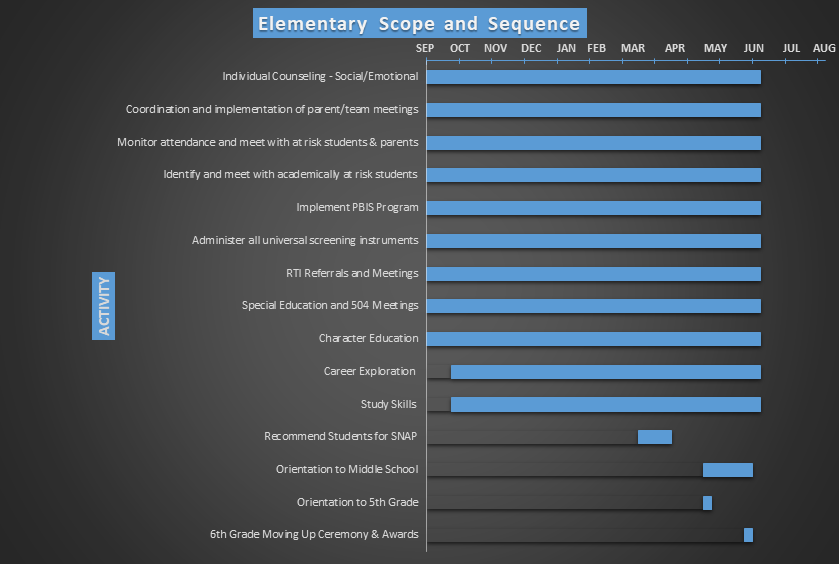 Elementary Scope and Sequence
SEP OCT NOV DEC JAN FEB MAR APR MAY JUN JUL AUG
Individual Counseling - Social/Emotional
Coordination and implementation of parent/team meetings
Monitor attendance and meet with at risk students & parents
Identify and meet with academically at risk students
Implement PBIS Program
Administer all universal screening instruments
RTI Referrals and Meetings
ACTIVITY
Special Education and 504 Meetings
Character Education
Career Exploration
Study Skills
Recommend Students for SNAP
Orientation to Middle School
Orientation to 5th Grade
6th Grade Moving Up Ceremony & Awards